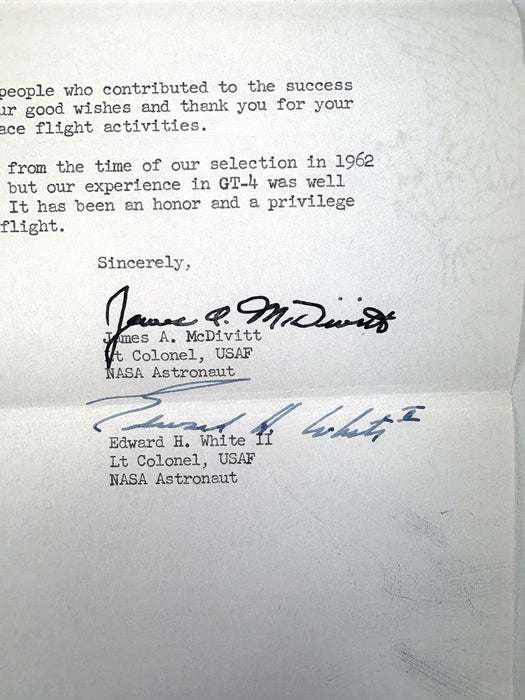 people who contributed to the success
ur good wishes and thank you for your
ace flight activities.
from the time of our selection in 1962
but our experience in GT-4 was well
It has been an honor and a privilege
flight.
Sincerely,
James A. McDivitt
James A. McDivitt
Lt Colonel, USAF
NASA Astronaut
Edward H. White II
Edward H. White II
Lt Colonel, USAF
NASA Astronaut